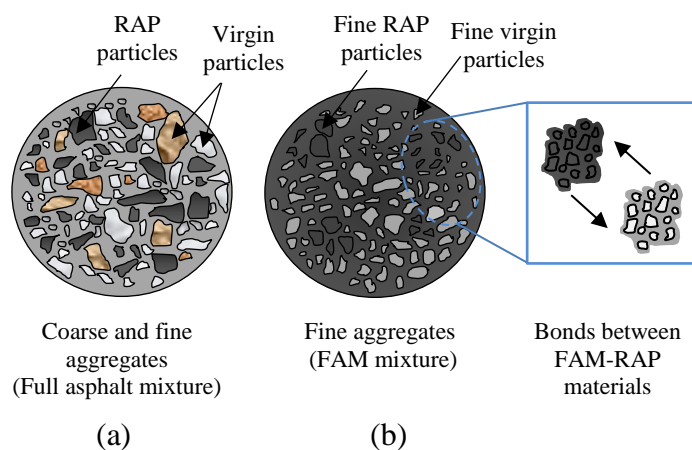 RAP
particles
Virgin
particles
Fine RAP
particles
Fine virgin
particles
Coarse and fine
aggregates
(Full asphalt mixture)
Fine aggregates
(FAM mixture)
Bonds between
FAM-RAP
materials
(a)
(b)